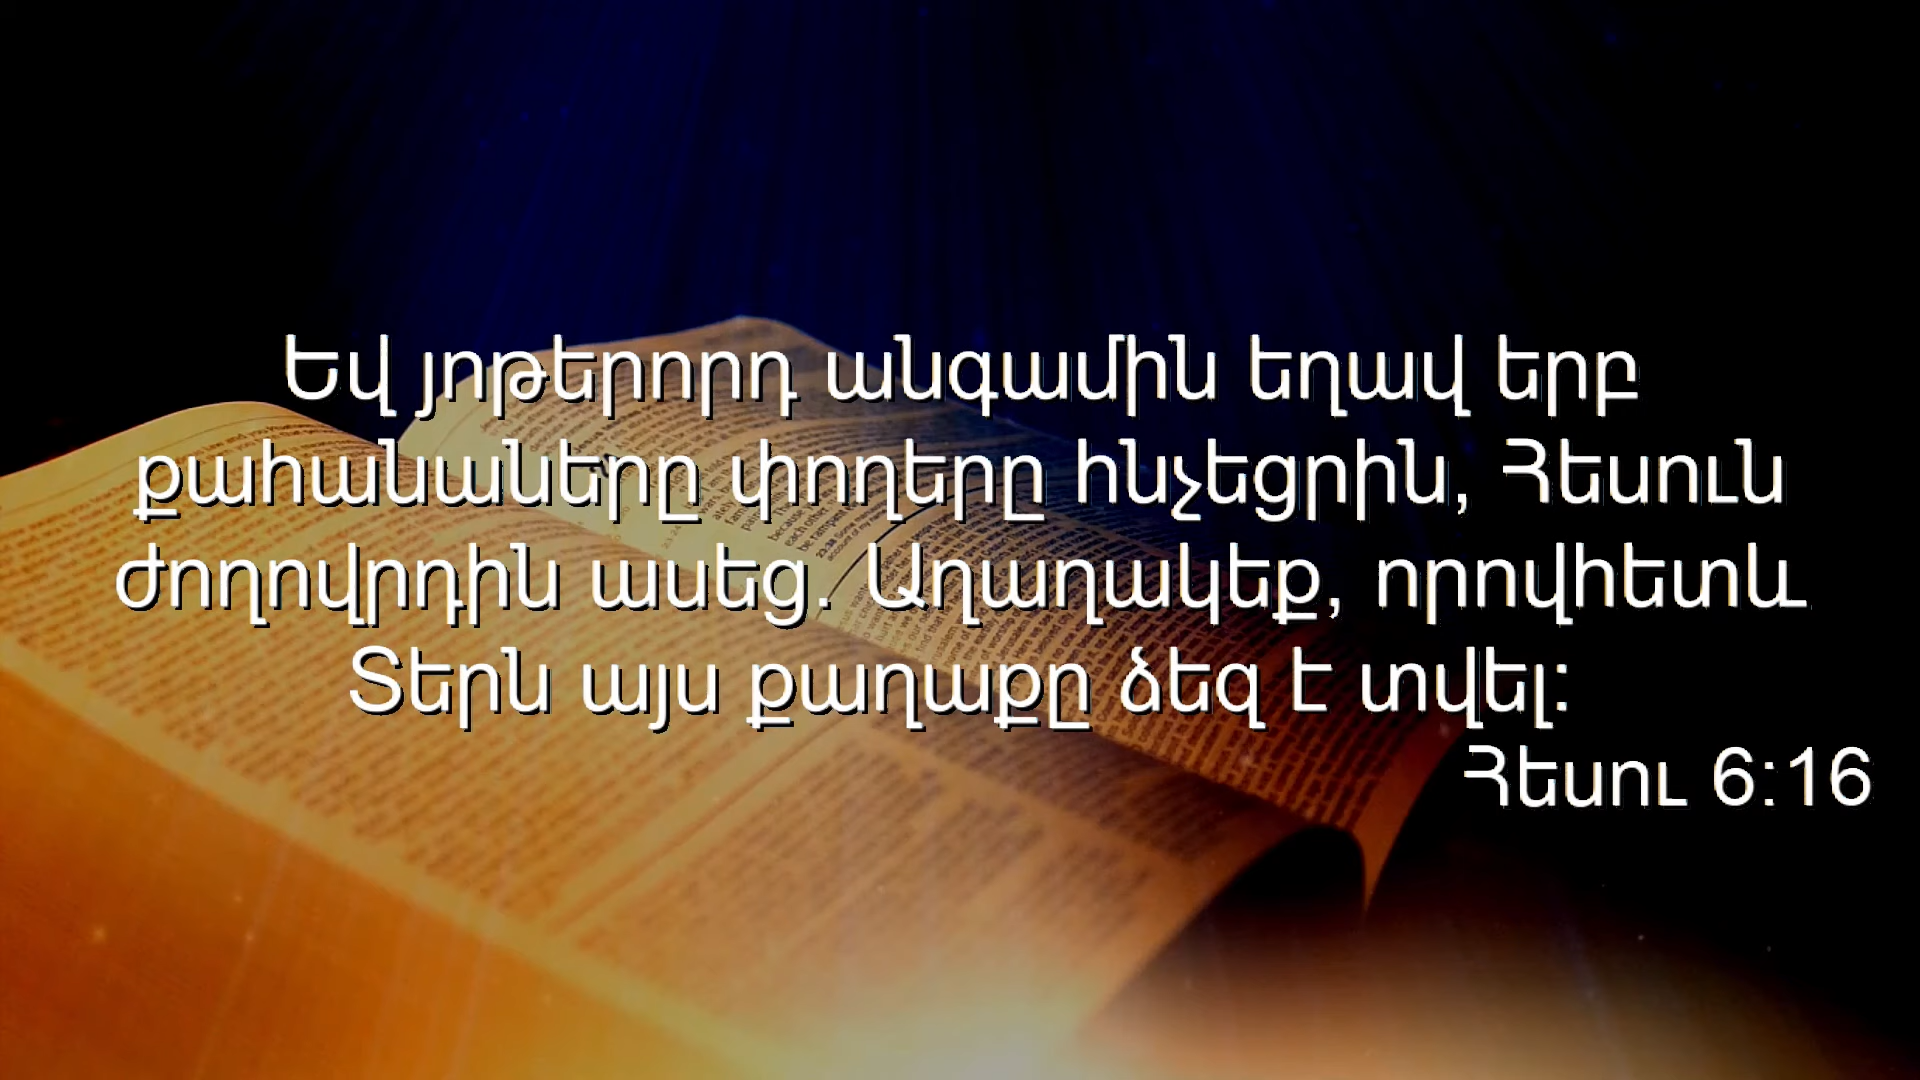 Եվ յոթերորդ անգամին եղավ երբ
քահանաները փողերը հնչեցրին, Հեսուն
ժողովրդին ասեց. Աղաղակեք, որովհետև
Տերն այս քաղաքը ձեզ է տվել:
Հեսու 6:16